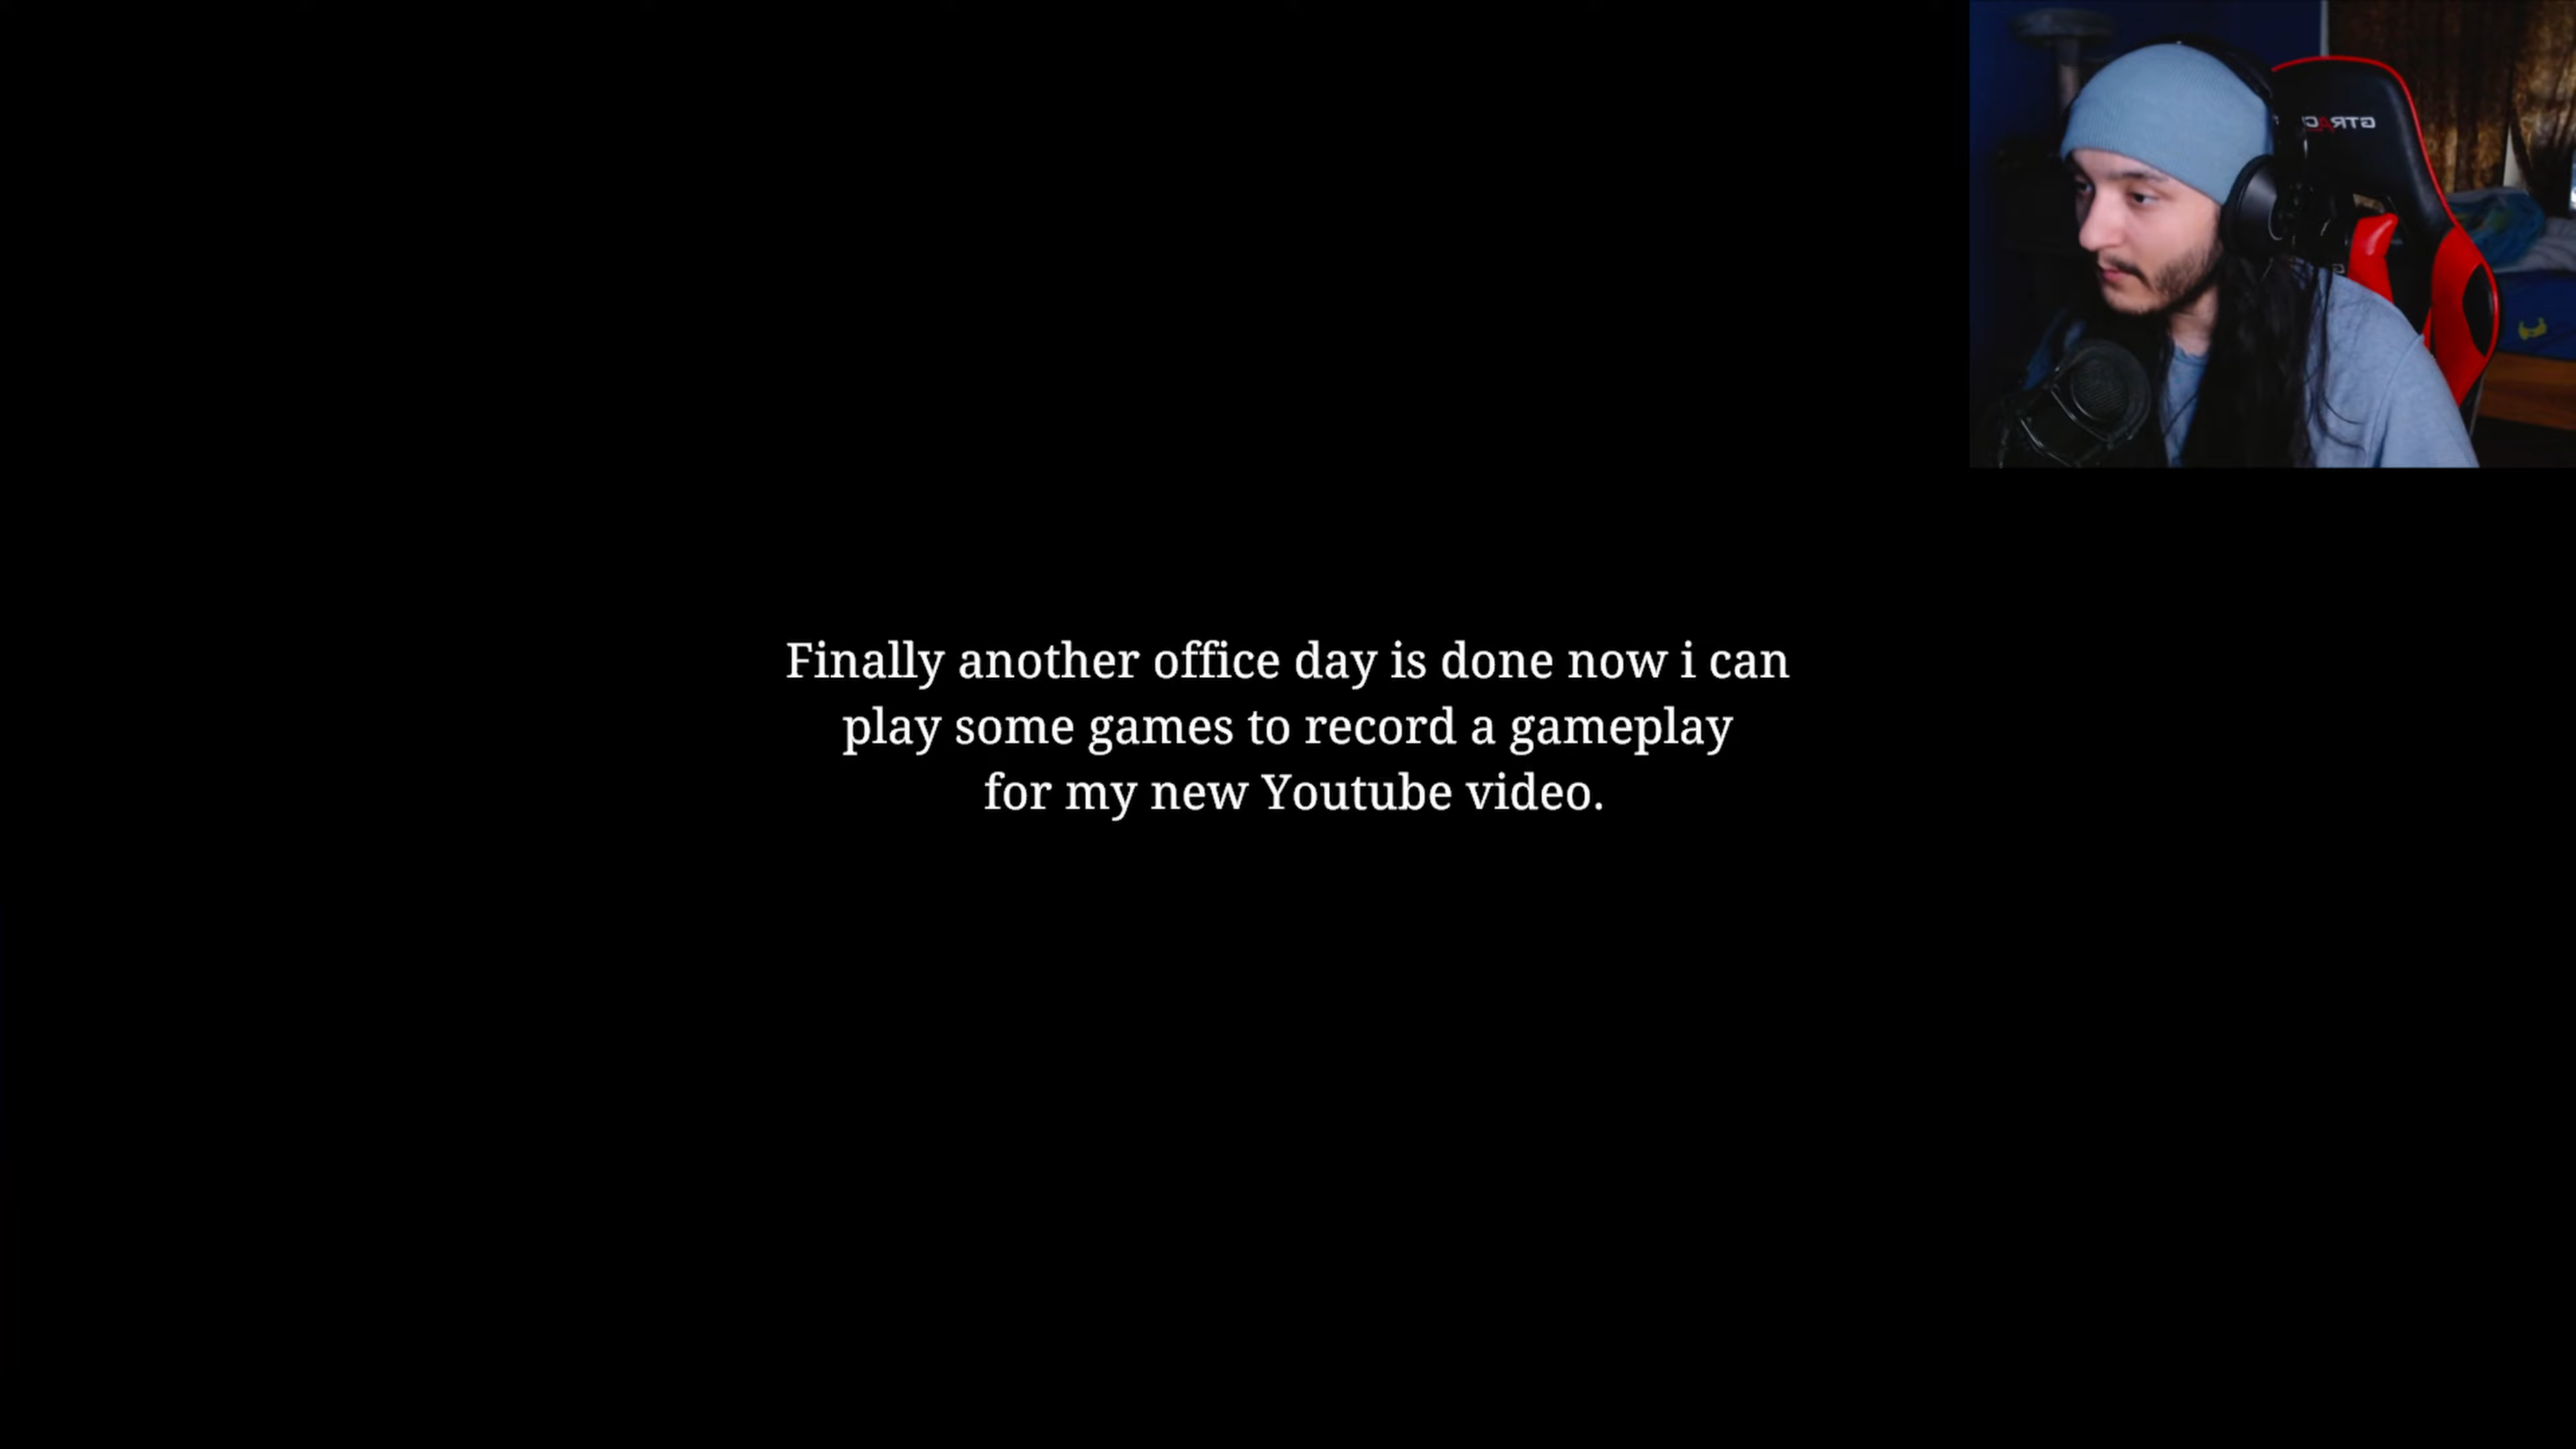 Finally another office day is done now i can
play some games to record a gameplay
for my new Youtube video.